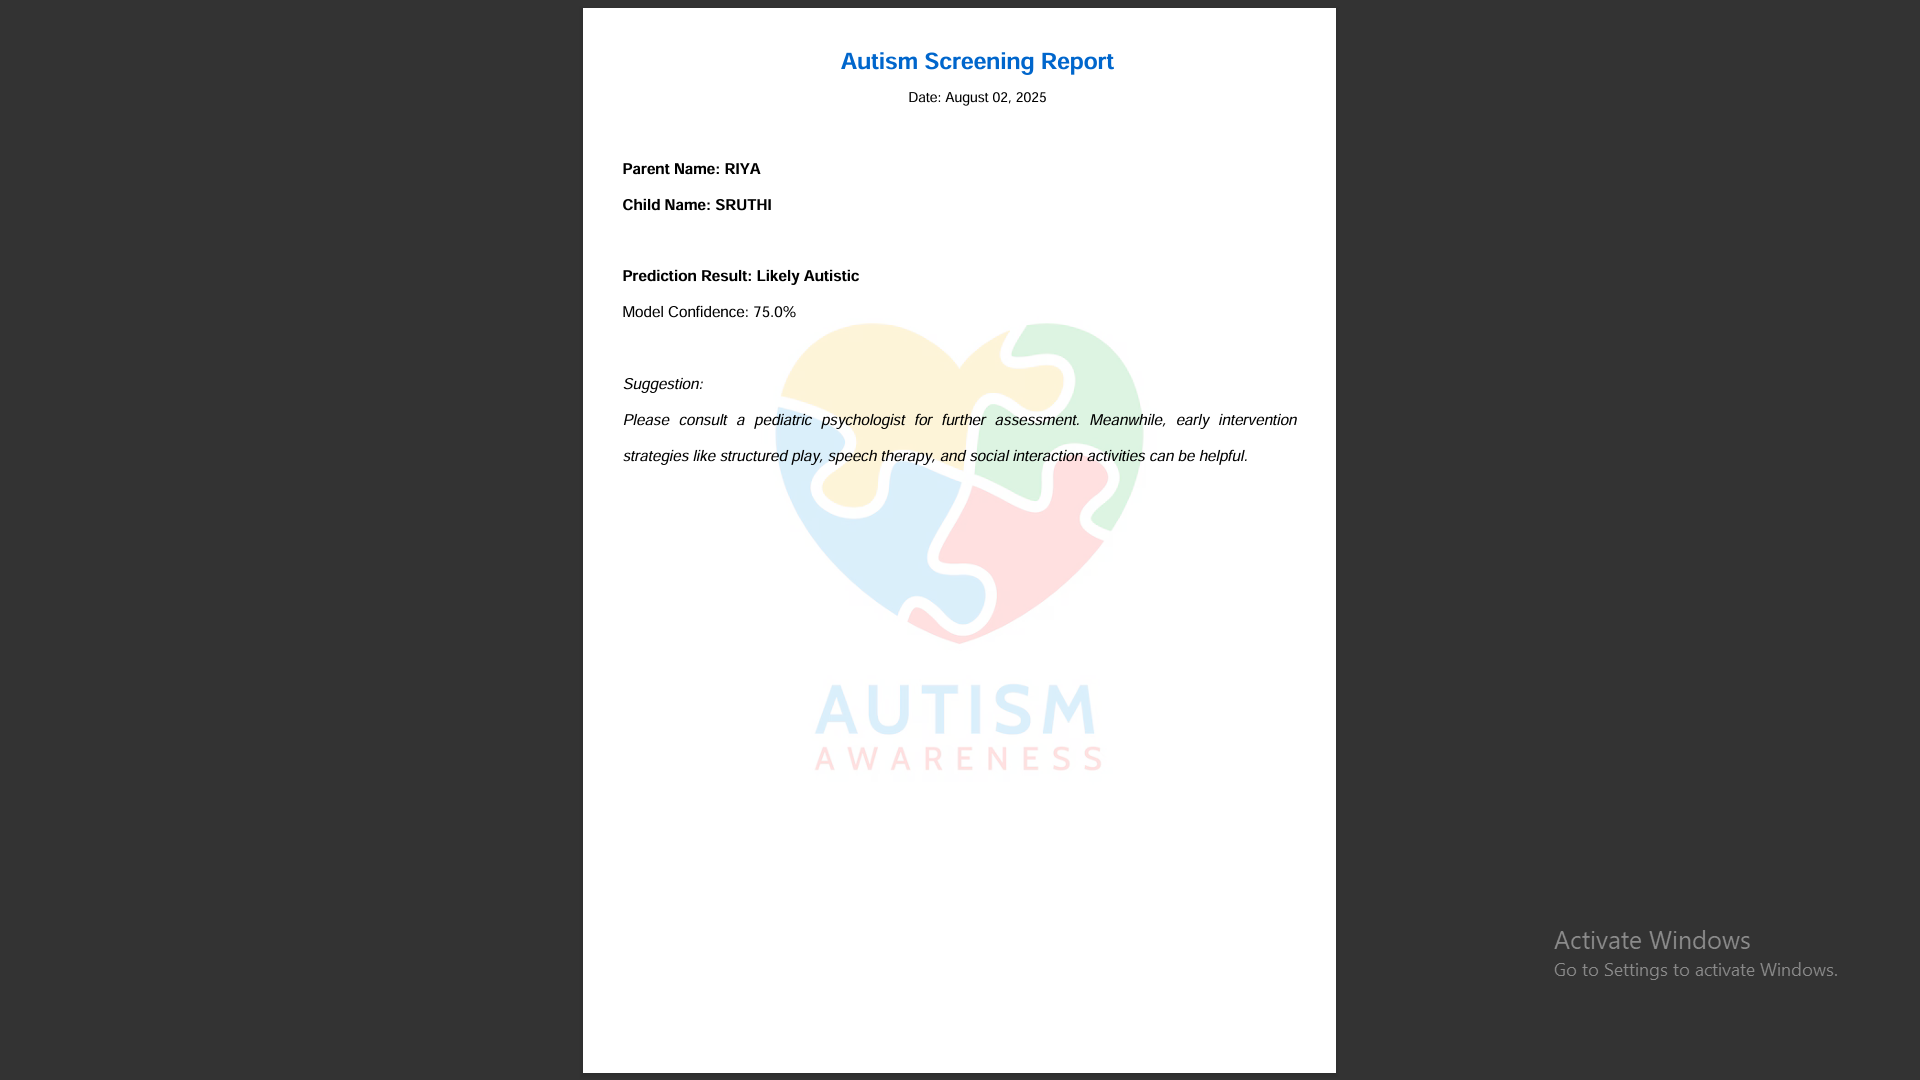 Autism Screening Report
Date: August 02, 2025
Parent Name: RIYA
Child Name: SRUTHI
Prediction Result: Likely Autistic
Model Confidence: 75.0%
Suggestion:
Please consult a pediatric psychologist for further assessment. Meanwhile, early intervention
strategies like structured play, speech therapy, and social interaction activities can be helpful.
AUTISM
AWARENESS
Activate Windows
Go to Settings to activate Windows.